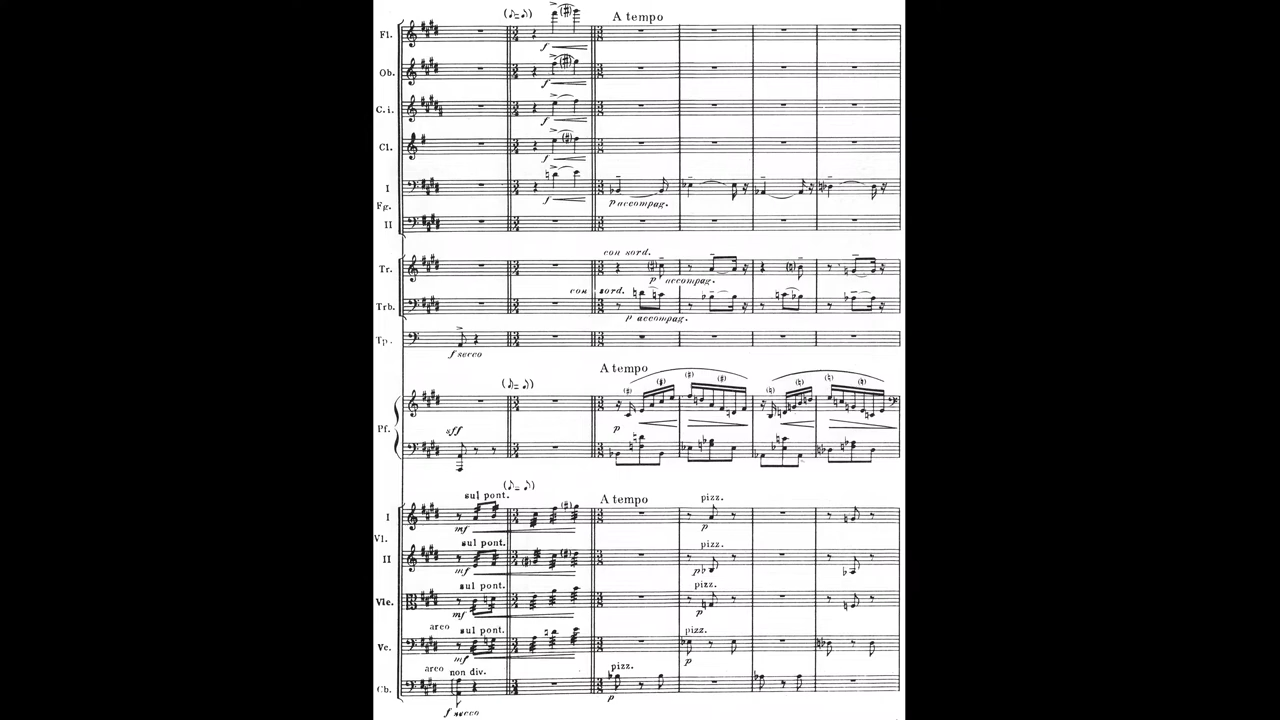 A tempo
Fl.
f
Ob.
f
C.i.
f
Cl.
f
I
f
p accompag.
Fg.
II
con sord.
Tr.
p accompag.
con sord.
Trb.
p accompag.
Tp.
f secco
A tempo
p
Pf.
sff
sul pont.
A tempo
pizz.
I
mf
p
Vl.
sul pont.
pizz.
II
mf
p
sul pont.
pizz.
Vle.
mf
p
arco
sul pont.
pizz.
Vc.
mf
p
arco
non div.
pizz.
Cb.
p
f secco